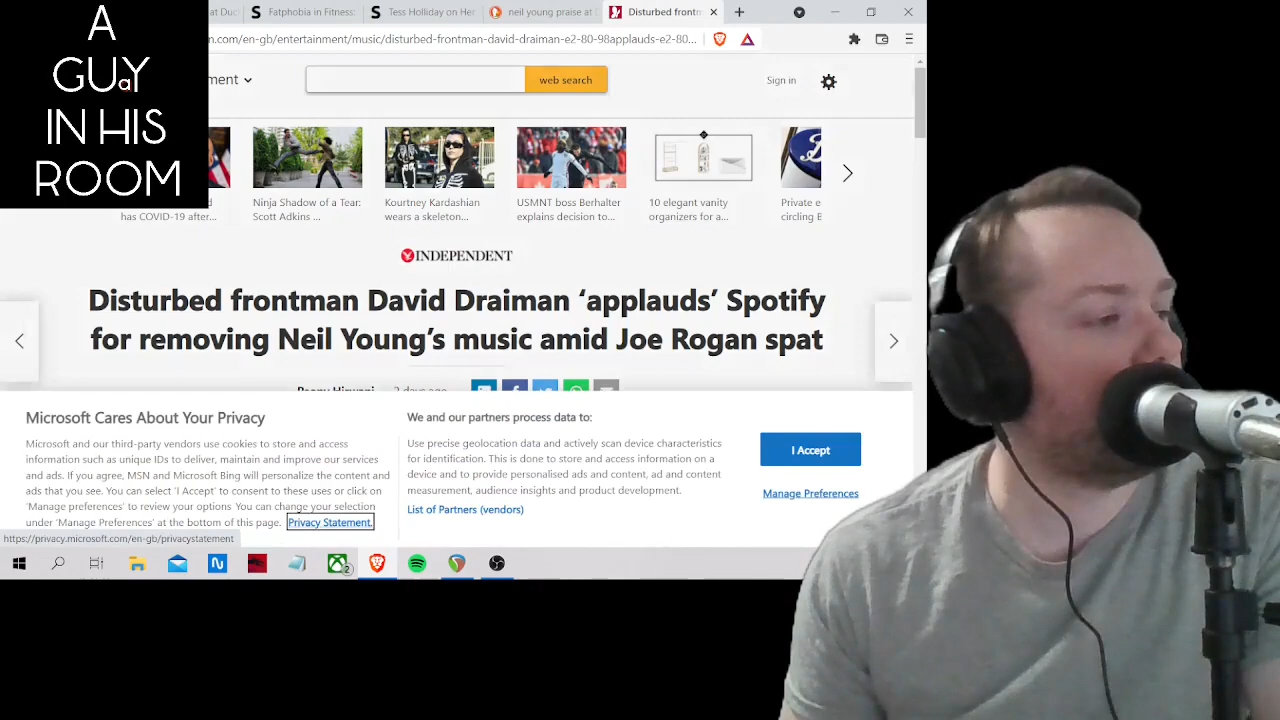 A
GUY
a
IN HIS
ROOM
at Duch
Fatphobia in Fitness:
Tess Holliday on Her
neil young praise at
Disturbed frontm
n.com/en-gb/entertainment/music/disturbed-frontman-david-draiman-e2-80-98applauds-e2-80...
ment
web search
Sign in
has COVID-19 after...
Ninja Shadow of a Tear:
Scott Adkins ...
Kourtney Kardashian
wears a skeleton...
USMNT boss Berhalter
explains decision to...
10 elegant vanity
organizers for a...
Private e
circling E
INDEPENDENT
Disturbed frontman David Draiman ‘applauds’ Spotify
for removing Neil Young’s music amid Joe Rogan spat
Microsoft Cares About Your Privacy
Microsoft and our third-party vendors use cookies to store and access
information such as unique IDs to deliver, maintain and improve our services
and ads. If you agree, MSN and Microsoft Bing will personalize the content and
ads that you see. You can select 'I Accept' to consent to these uses or click on
'Manage preferences' to review your options You can change your selection
under 'Manage Preferences' at the bottom of this page. Privacy Statement.
We and our partners process data to:
Use precise geolocation data and actively scan device characteristics
for identification. This is done to store and access information on a
device and to provide personalised ads and content, ad and content
measurement, audience insights and product development.
List of Partners (vendors)
I Accept
Manage Preferences
https://privacy.microsoft.com/en-gb/privacystatement
2